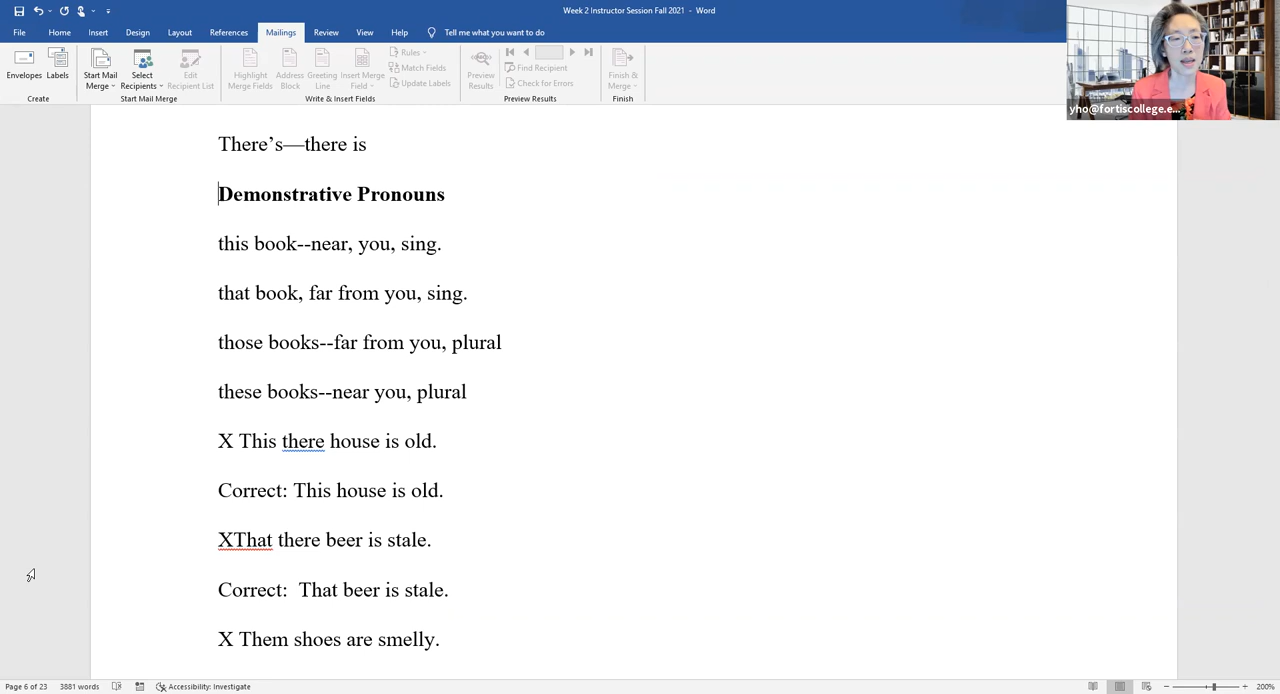 Week 2 Instructor Session Fall 2021 - Word
File Home Insert Design Layout References Mailings Review View Help Tell me what you want to do
Envelopes Labels
Create
Start Mail Merge
Select Recipients
Edit Recipient List
Start Mail Merge
Highlight Merge Fields
Address Block
Greeting Line
Insert Merge Field
Rules
Match Fields
Update Labels
Write & Insert Fields
Preview Results
Find Recipient
Check for Errors
Preview Results
Finish & Merge
Finish
yho@fortiscollege.e...
There's—there is
Demonstrative Pronouns
this book--near, you, sing.
that book, far from you, sing.
those books--far from you, plural
these books--near you, plural
X This there house is old.
Correct: This house is old.
XThat there beer is stale.
Correct:  That beer is stale.
X Them shoes are smelly.
Page 6 of 23 3881 words Accessibility: Investigate 200%